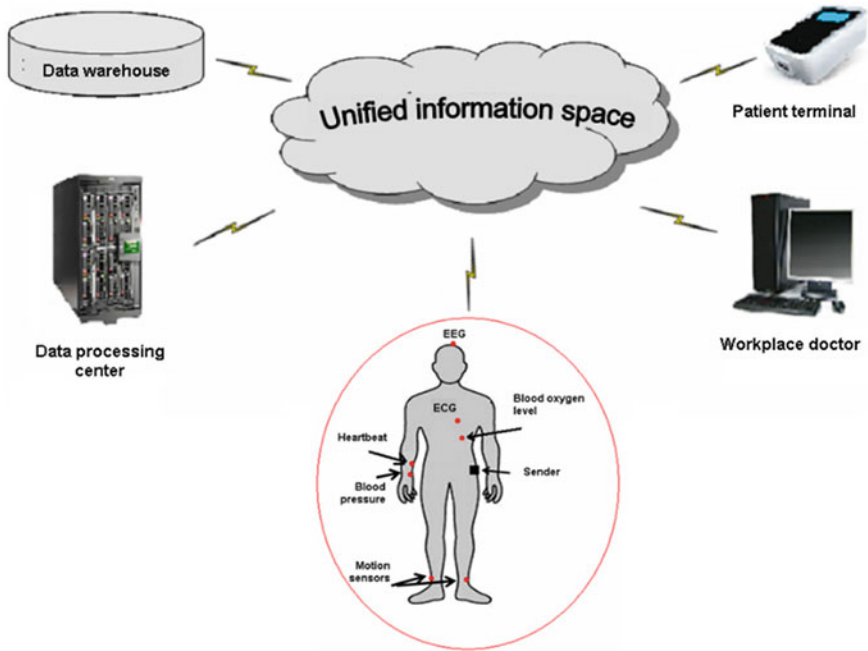 Data warehouse
Unified information space
Patient terminal
Data processing
center
Workplace doctor
EEG
ECG
Blood oxygen
level
Heartbeat
Blood
pressure
Sender
Motion
sensors